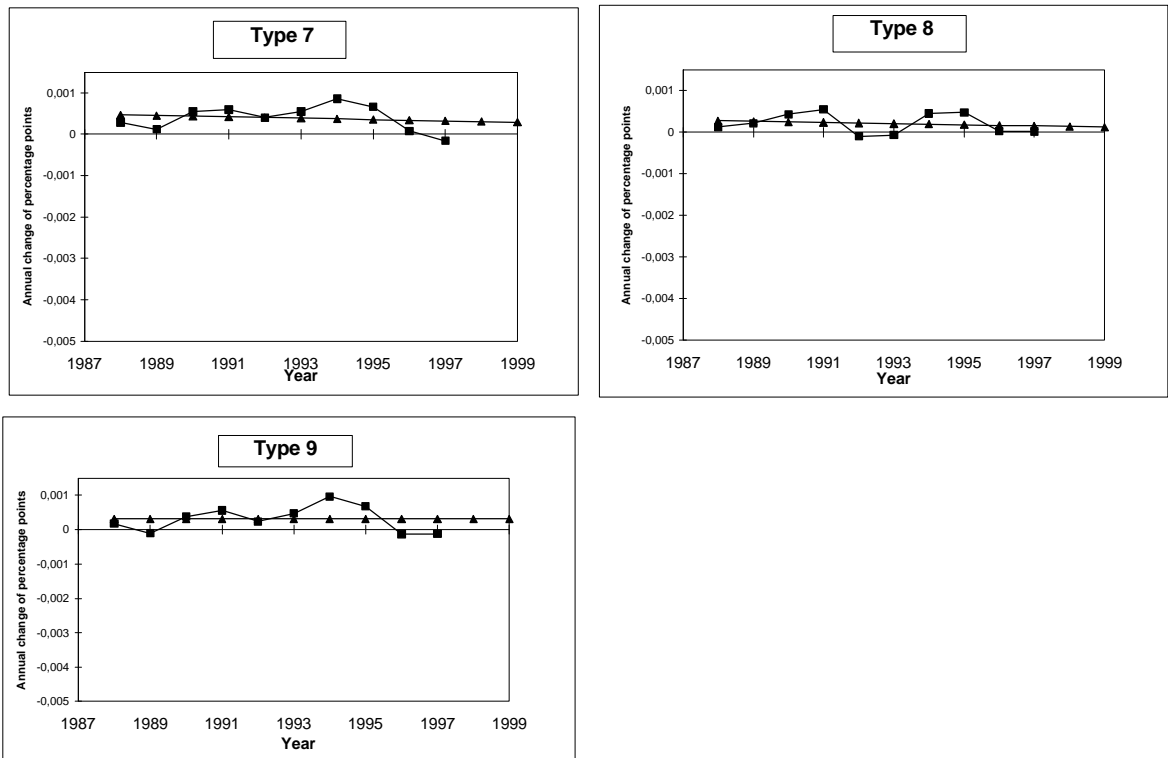 Type 7
Annual change of percentage points
0,001
0
-0,001
-0,002
-0,003
-0,004
-0,005
1987 1989 1991 1993 1995 1997 1999
Year
Type 8
Annual change of percentage points
0,001
0
-0,001
-0,002
-0,003
-0,004
-0,005
1987 1989 1991 1993 1995 1997 1999
Year
Type 9
Annual change of percentage points
0,001
0
-0,001
-0,002
-0,003
-0,004
-0,005
1987 1989 1991 1993 1995 1997 1999
Year